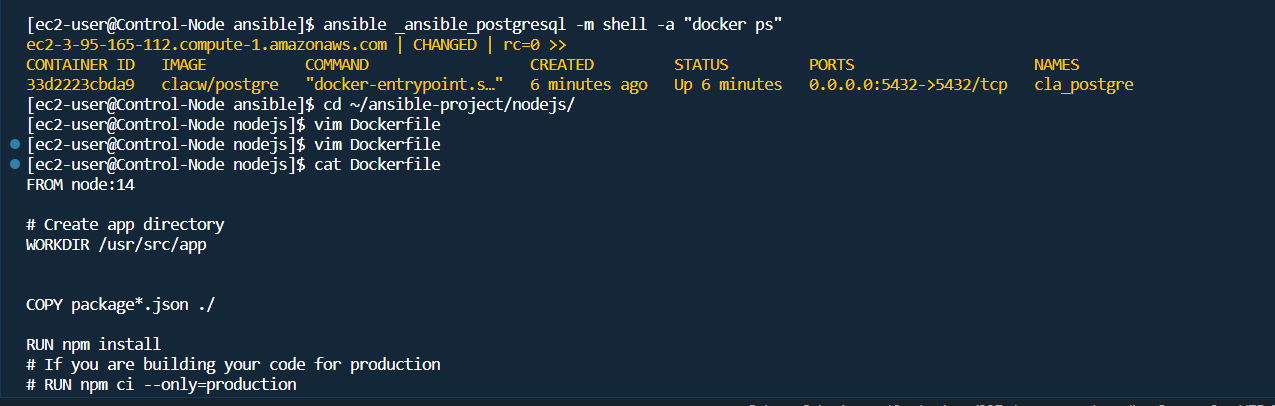 [ec2-user@Control-Node ansible]$ ansible _ansible_postgresql -m shell -a "docker ps"
ec2-3-95-165-112.compute-1.amazonaws.com | CHANGED | rc=0 >>
CONTAINER ID   IMAGE            COMMAND                  CREATED         STATUS         PORTS                    NAMES
33d2223cbda9   clacw/postgre   "docker-entrypoint.s…"   6 minutes ago   Up 6 minutes   0.0.0.0:5432->5432/tcp   cla_postgre
[ec2-user@Control-Node ansible]$ cd ~/ansible-project/nodejs/
[ec2-user@Control-Node nodejs]$ vim Dockerfile
[ec2-user@Control-Node nodejs]$ vim Dockerfile
[ec2-user@Control-Node nodejs]$ cat Dockerfile
FROM node:14
# Create app directory
WORKDIR /usr/src/app
COPY package*.json ./
RUN npm install
# If you are building your code for production
# RUN npm ci --only=production